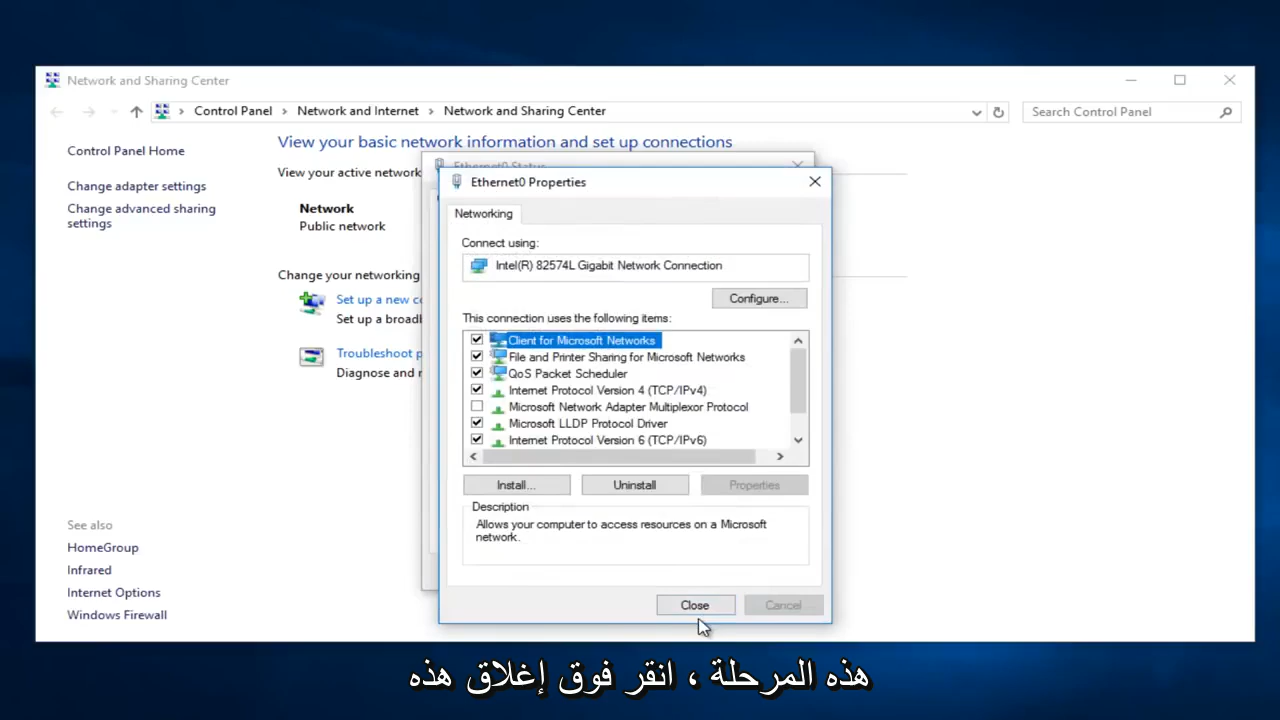 Network and Sharing Center
Control Panel
Network and Internet
Network and Sharing Center
Search Control Panel
Control Panel Home
Change adapter settings
Change advanced sharing
settings
See also
HomeGroup
Infrared
Internet Options
Windows Firewall
View your basic network information and set up connections
View your active network
Network
Public network
Change your networking
Set up a new c
Set up a broad
Troubleshoot p
Diagnose and r
Ethernet0 Status
Ethernet0 Properties
Networking
Connect using:
Intel(R) 82574L Gigabit Network Connection
Configure...
This connection uses the following items:
Client for Microsoft Networks
File and Printer Sharing for Microsoft Networks
QoS Packet Scheduler
Internet Protocol Version 4 (TCP/IPv4)
Microsoft Network Adapter Multiplexor Protocol
Microsoft LLDP Protocol Driver
Internet Protocol Version 6 (TCP/IPv6)
Install...
Uninstall
Properties
Description
Allows your computer to access resources on a Microsoft
network.
Close
Cancel
هذه المرحلة ، انقر فوق إغلاق هذه